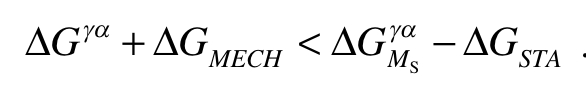 ΔG^{γα} + ΔG_{MECH} < ΔG^{γα}_{M_S} − ΔG_{STA} .